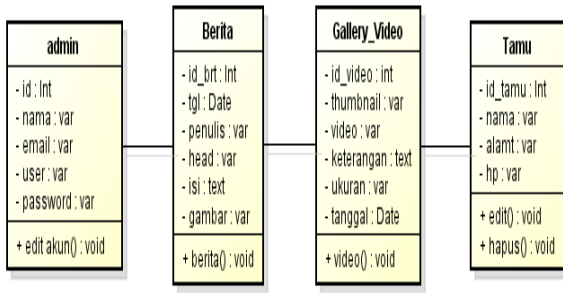 admin
- id : Int
- nama : var
- email : var
- user : var
- password : var
+ edit akun() : void
Berita
- id_brt : Int
- tgl : Date
- penulis : var
- head : var
- isi : text
- gambar : var
+ berita() : void
Gallery_Video
- id_video : int
- thumbnail : var
- video : var
- keterangan : text
- ukuran : var
- tanggal : Date
+ video() : void
Tamu
- id_tamu : Int
- nama : var
- alamt : var
- hp : var
+ edit() : void
+ hapus() : void